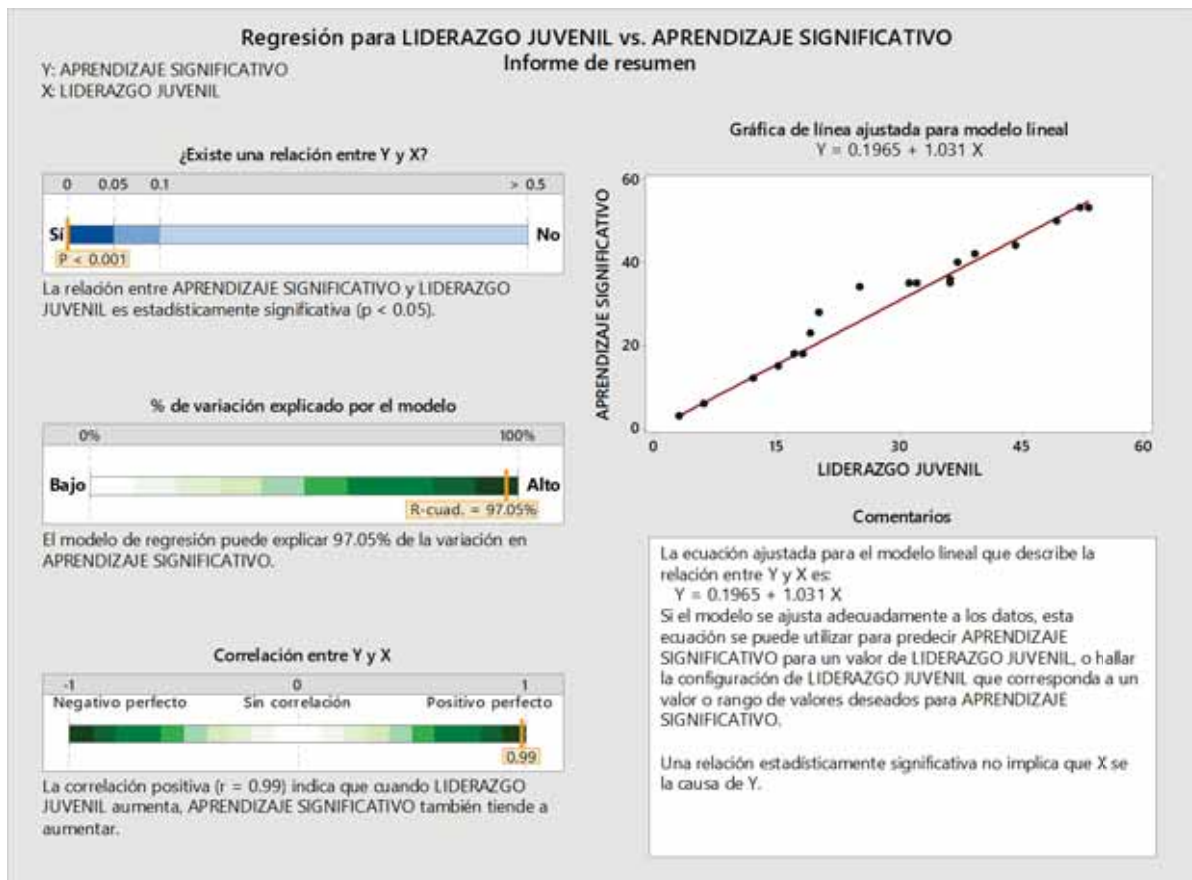 Regresión para LIDERAZGO JUVENIL vs. APRENDIZAJE SIGNIFICATIVO
Informe de resumen
Y: APRENDIZAJE SIGNIFICATIVO
X: LIDERAZGO JUVENIL
¿Existe una relación entre Y y X?
0 0.05 0.1 > 0.5
Sí No
P < 0.001
La relación entre APRENDIZAJE SIGNIFICATIVO y LIDERAZGO
JUVENIL es estadísticamente significativa (p < 0.05).
% de variación explicado por el modelo
0% 100%
Bajo Alto
R-cuad. = 97.05%
El modelo de regresión puede explicar 97.05% de la variación en
APRENDIZAJE SIGNIFICATIVO.
Correlación entre Y y X
-1 0 1
Negativo perfecto Sin correlación Positivo perfecto
0.99
La correlación positiva (r = 0.99) indica que cuando LIDERAZGO
JUVENIL aumenta, APRENDIZAJE SIGNIFICATIVO también tiende a
aumentar.
Gráfica de línea ajustada para modelo lineal
Y = 0.1965 + 1.031 X
APRENDIZAJE SIGNIFICATIVO
60
40
20
0
0 15 30 45 60
LIDERAZGO JUVENIL
Comentarios
La ecuación ajustada para el modelo lineal que describe la
relación entre Y y X es:
Y = 0.1965 + 1.031 X
Si el modelo se ajusta adecuadamente a los datos, esta
ecuación se puede utilizar para predecir APRENDIZAJE
SIGNIFICATIVO para un valor de LIDERAZGO JUVENIL, o hallar
la configuración de LIDERAZGO JUVENIL que corresponda a un
valor o rango de valores deseados para APRENDIZAJE
SIGNIFICATIVO.
Una relación estadísticamente significativa no implica que X se
la causa de Y.